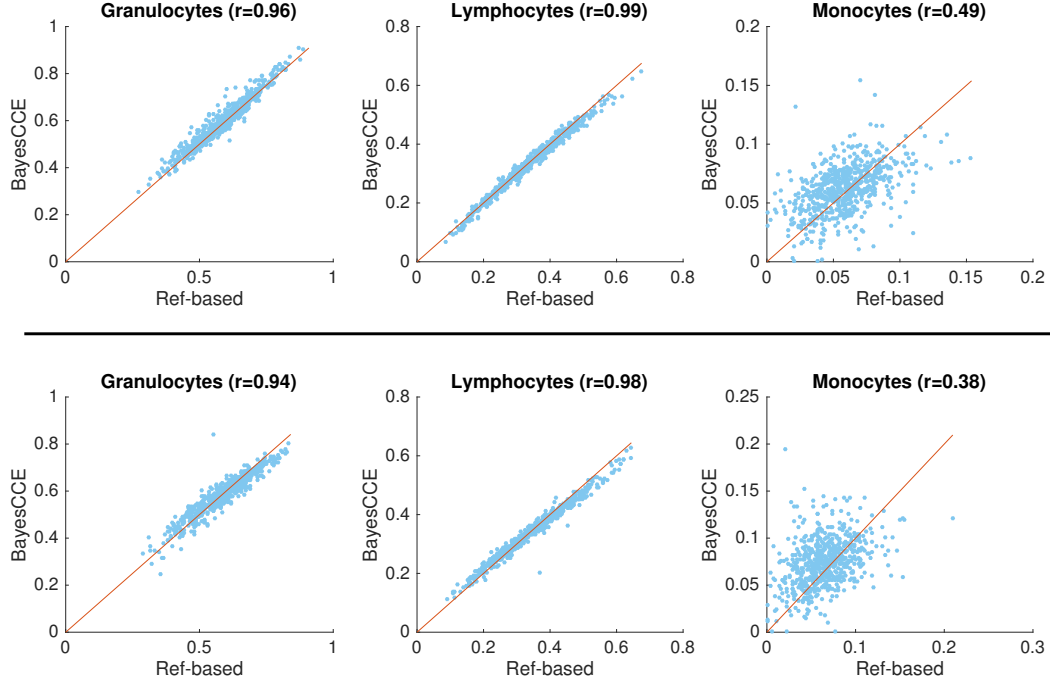 Granulocytes (r=0.96)
1
0.8
0.6
0.4
0.2
0
BayesCCE
0 0.5 1
Ref-based
Lymphocytes (r=0.99)
0.8
0.6
0.4
0.2
0
BayesCCE
0 0.2 0.4 0.6 0.8
Ref-based
Monocytes (r=0.49)
0.2
0.15
0.1
0.05
0
BayesCCE
0 0.05 0.1 0.15 0.2
Ref-based
Granulocytes (r=0.94)
1
0.8
0.6
0.4
0.2
0
BayesCCE
0 0.5 1
Ref-based
Lymphocytes (r=0.98)
0.8
0.6
0.4
0.2
0
BayesCCE
0 0.2 0.4 0.6 0.8
Ref-based
Monocytes (r=0.38)
0.25
0.2
0.15
0.1
0.05
0
BayesCCE
0 0.1 0.2 0.3
Ref-based